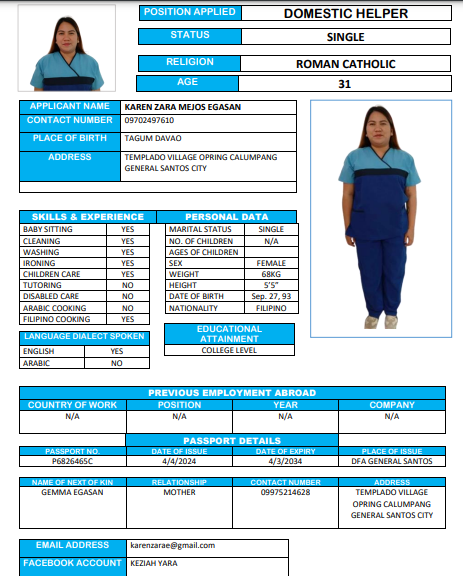 POSITION APPLIED DOMESTIC HELPER
STATUS SINGLE
RELIGION ROMAN CATHOLIC
AGE 31
APPLICANT NAME KAREN ZARA MEJOS EGASAN
CONTACT NUMBER 09702497610
PLACE OF BIRTH TAGUM DAVAO
ADDRESS TEMPLADO VILLAGE OPRING CALUMPANG
GENERAL SANTOS CITY
SKILLS & EXPERIENCE
BABY SITTING YES
CLEANING YES
WASHING YES
IRONING YES
CHILDREN CARE YES
TUTORING NO
DISABLED CARE NO
ARABIC COOKING NO
FILIPINO COOKING YES
PERSONAL DATA
MARITAL STATUS SINGLE
NO. OF CHILDREN N/A
AGES OF CHILDREN
SEX FEMALE
WEIGHT 68KG
HEIGHT 5’5”
DATE OF BIRTH Sep. 27, 93
NATIONALITY FILIPINO
LANGUAGE DIALECT SPOKEN
ENGLISH YES
ARABIC NO
EDUCATIONAL
ATTAINMENT
COLLEGE LEVEL
PREVIOUS EMPLOYMENT ABROAD
COUNTRY OF WORK POSITION YEAR COMPANY
N/A N/A N/A N/A
PASSPORT DETAILS
PASSPORT NO. DATE OF ISSUE DATE OF EXPIRY PLACE OF ISSUE
P6826465C 4/4/2024 4/3/2034 DFA GENERAL SANTOS
NAME OF NEXT OF KIN RELATIONSHIP CONTACT NUMBER ADDRESS
GEMMA EGASAN MOTHER 09975214628 TEMPLADO VILLAGE
OPRING CALUMPANG
GENERAL SANTOS CITY
EMAIL ADDRESS karenzarae@gmail.com
FACEBOOK ACCOUNT KEZIAH YARA